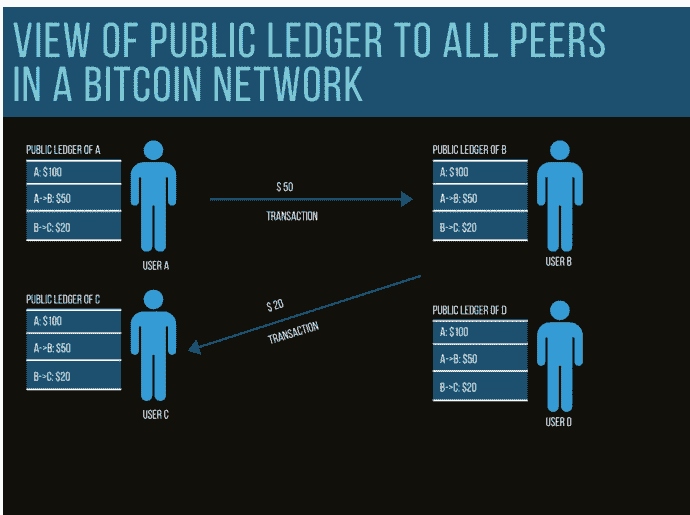 VIEW OF PUBLIC LEDGER TO ALL PEERS
IN A BITCOIN NETWORK
PUBLIC LEDGER OF A
A: $100
A->B: $50
B->C: $20
USER A
$ 50
TRANSACTION
PUBLIC LEDGER OF B
A: $100
A->B: $50
B->C: $20
USER B
PUBLIC LEDGER OF C
A: $100
A->B: $50
B->C: $20
USER C
$ 20
TRANSACTION
PUBLIC LEDGER OF D
A: $100
A->B: $50
B->C: $20
USER D